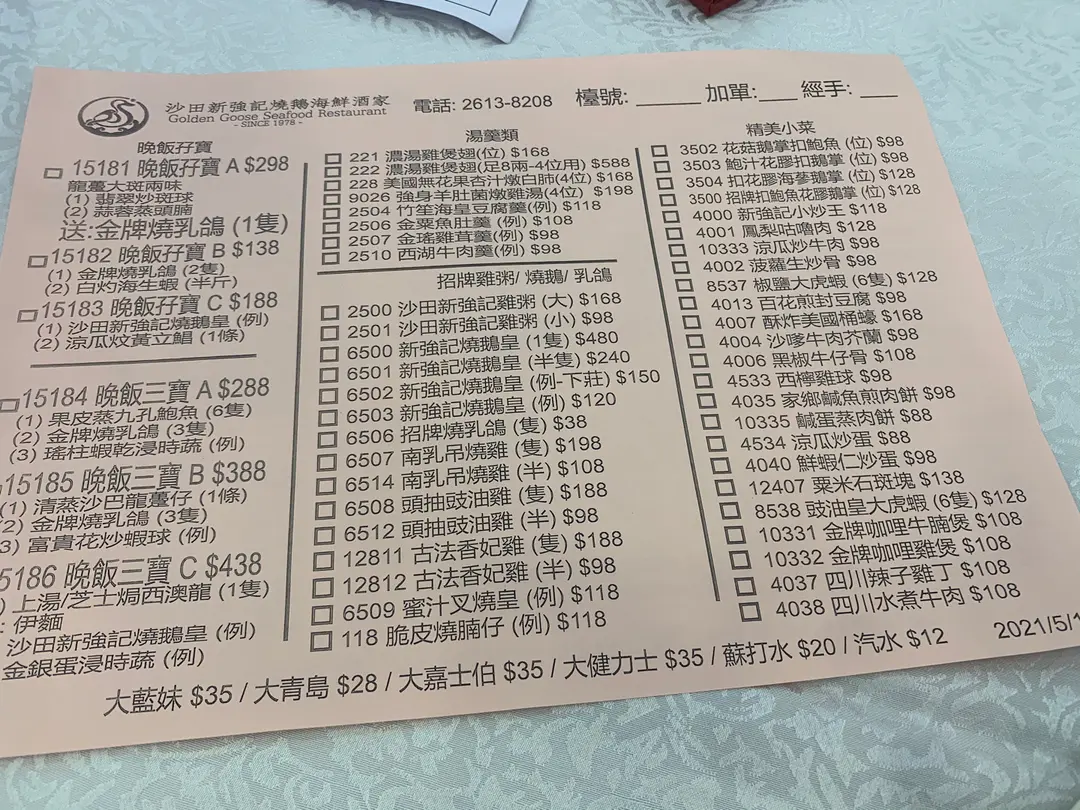 沙田新強記燒鵝海鮮酒家
Golden Goose Seafood Restaurant
- SINCE 1978 -
電話: 2613-8208 檯號: ______ 加單:____ 經手: ____
晚飯孖寶
15181 晚飯孖寶 A $298
龍躉大斑兩味
(1) 翡翠炒斑球
(2) 蒜蓉蒸頭腩
送:金牌燒乳鴿 (1隻)
15182 晚飯孖寶 B $138
(1) 金牌燒乳鴿 (2隻)
(2) 白灼海生蝦 (半斤)
15183 晚飯孖寶 C $188
(1) 沙田新強記燒鵝皇 (例)
(2) 涼瓜炆黃立鯧 (1條)
15184 晚飯三寶 A $288
(1) 果皮蒸九孔鮑魚 (6隻)
(2) 金牌燒乳鴿 (3隻)
(3) 瑤柱蝦乾浸時蔬 (例)
15185 晚飯三寶 B $388
(1) 清蒸沙巴龍躉仔 (1條)
(2) 金牌燒乳鴿 (3隻)
3) 富貴花炒蝦球 (例)
5186 晚飯三寶 C $438
) 上湯/芝士焗西澳龍 (1隻)
: 伊麵
沙田新強記燒鵝皇 (例)
金銀蛋浸時蔬 (例)
湯羹類
221 濃湯雞煲翅(位) $168
222 濃湯雞煲翅(足8兩-4位用) $588
228 美國無花果杏汁燉白肺(4位) $168
9026 強身羊肚菌燉雞湯(4位) $198
2504 竹笙海皇豆腐羹(例) $118
2506 金粟魚肚羹(例) $108
2507 金瑤雞茸羹(例) $98
2510 西湖牛肉羹(例) $98
招牌雞粥/ 燒鵝/ 乳鴿
2500 沙田新強記雞粥 (大) $168
2501 沙田新強記雞粥 (小) $98
6500 新強記燒鵝皇 (1隻) $480
6501 新強記燒鵝皇 (半隻) $240
6502 新強記燒鵝皇 (例-下莊) $150
6503 新強記燒鵝皇 (例) $120
6506 招牌燒乳鴿 (隻) $38
6507 南乳吊燒雞 (隻) $198
6514 南乳吊燒雞 (半) $108
6508 頭抽豉油雞 (隻) $188
6512 頭抽豉油雞 (半) $98
12811 古法香妃雞 (隻) $188
12812 古法香妃雞 (半) $98
6509 蜜汁叉燒皇 (例) $118
118 脆皮燒腩仔 (例) $118
精美小菜
3502 花菇鵝掌扣鮑魚 (位) $98
3503 鮑汁花膠扣鵝掌 (位) $98
3504 扣花膠海參鵝掌 (位) $128
3500 招牌扣鮑魚花膠鵝掌 (位) $128
4000 新強記小炒王 $118
4001 鳳梨咕嚕肉 $128
10333 涼瓜炒牛肉 $98
4002 菠蘿生炒骨 $98
8537 椒鹽大虎蝦 (6隻) $128
4013 百花煎封豆腐 $98
4007 酥炸美國桶蠔 $168
4004 沙嗲牛肉芥蘭 $98
4006 黑椒牛仔骨 $108
4533 西檸雞球 $98
4035 家鄉鹹魚煎肉餅 $98
10335 鹹蛋蒸肉餅 $88
4534 涼瓜炒蛋 $88
4040 鮮蝦仁炒蛋 $98
12407 粟米石斑塊 $138
8538 豉油皇大虎蝦 (6隻) $128
10331 金牌咖哩牛腩煲 $108
10332 金牌咖哩雞煲 $108
4037 四川辣子雞丁 $108
4038 四川水煮牛肉 $108
大藍妹 $35 / 大青島 $28 / 大嘉士伯 $35 / 大健力士 $35 / 蘇打水 $20 / 汽水 $12
2021/5/1